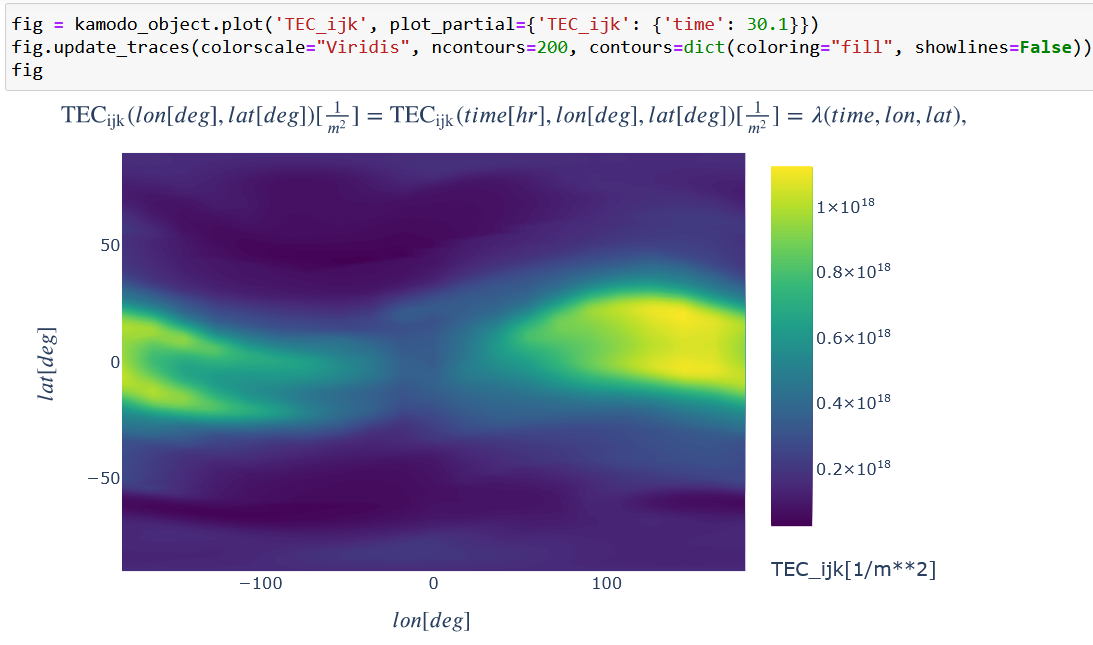 fig = kamodo_object.plot('TEC_ijk', plot_partial={'TEC_ijk': {'time': 30.1}})
fig.update_traces(colorscale="Viridis", ncontours=200, contours=dict(coloring="fill", showlines=False))
fig
TEC_ijk(lon[deg], lat[deg])[1/m²] = TEC_ijk(time[hr], lon[deg], lat[deg])[1/m²] = λ(time, lon, lat),
50
0
−50
lat[deg]
−100
0
100
lon[deg]
1×10¹⁸
0.8×10¹⁸
0.6×10¹⁸
0.4×10¹⁸
0.2×10¹⁸
TEC_ijk[1/m**2]